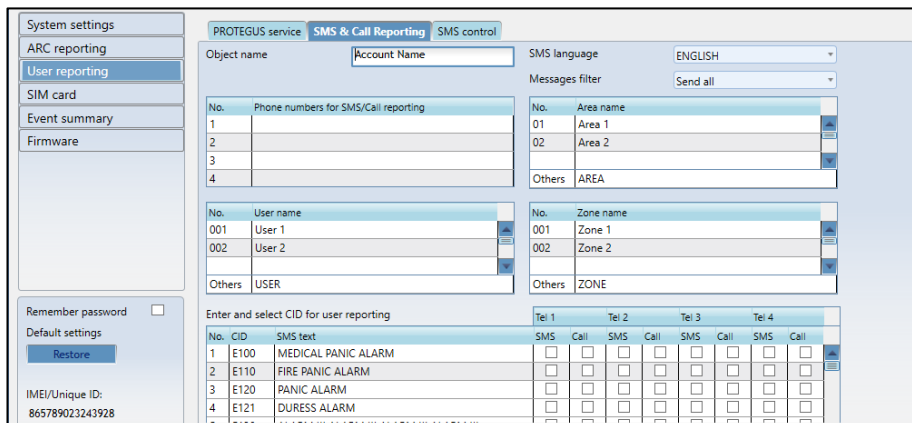 System settings
ARC reporting
User reporting
SIM card
Event summary
Firmware
Remember password
Default settings
Restore
IMEI/Unique ID:
865789023243928
PROTEGUS service SMS & Call Reporting SMS control
Object name Account Name SMS language ENGLISH
Messages filter Send all
No. Phone numbers for SMS/Call reporting
1
2
3
4
No. Area name
01 Area 1
02 Area 2
Others AREA
No. User name
001 User 1
002 User 2
Others USER
No. Zone name
001 Zone 1
002 Zone 2
Others ZONE
Enter and select CID for user reporting Tel 1 Tel 2 Tel 3 Tel 4
No. CID SMS text SMS Call SMS Call SMS Call SMS Call
1 E100 MEDICAL PANIC ALARM
2 E110 FIRE PANIC ALARM
3 E120 PANIC ALARM
4 E121 DURESS ALARM